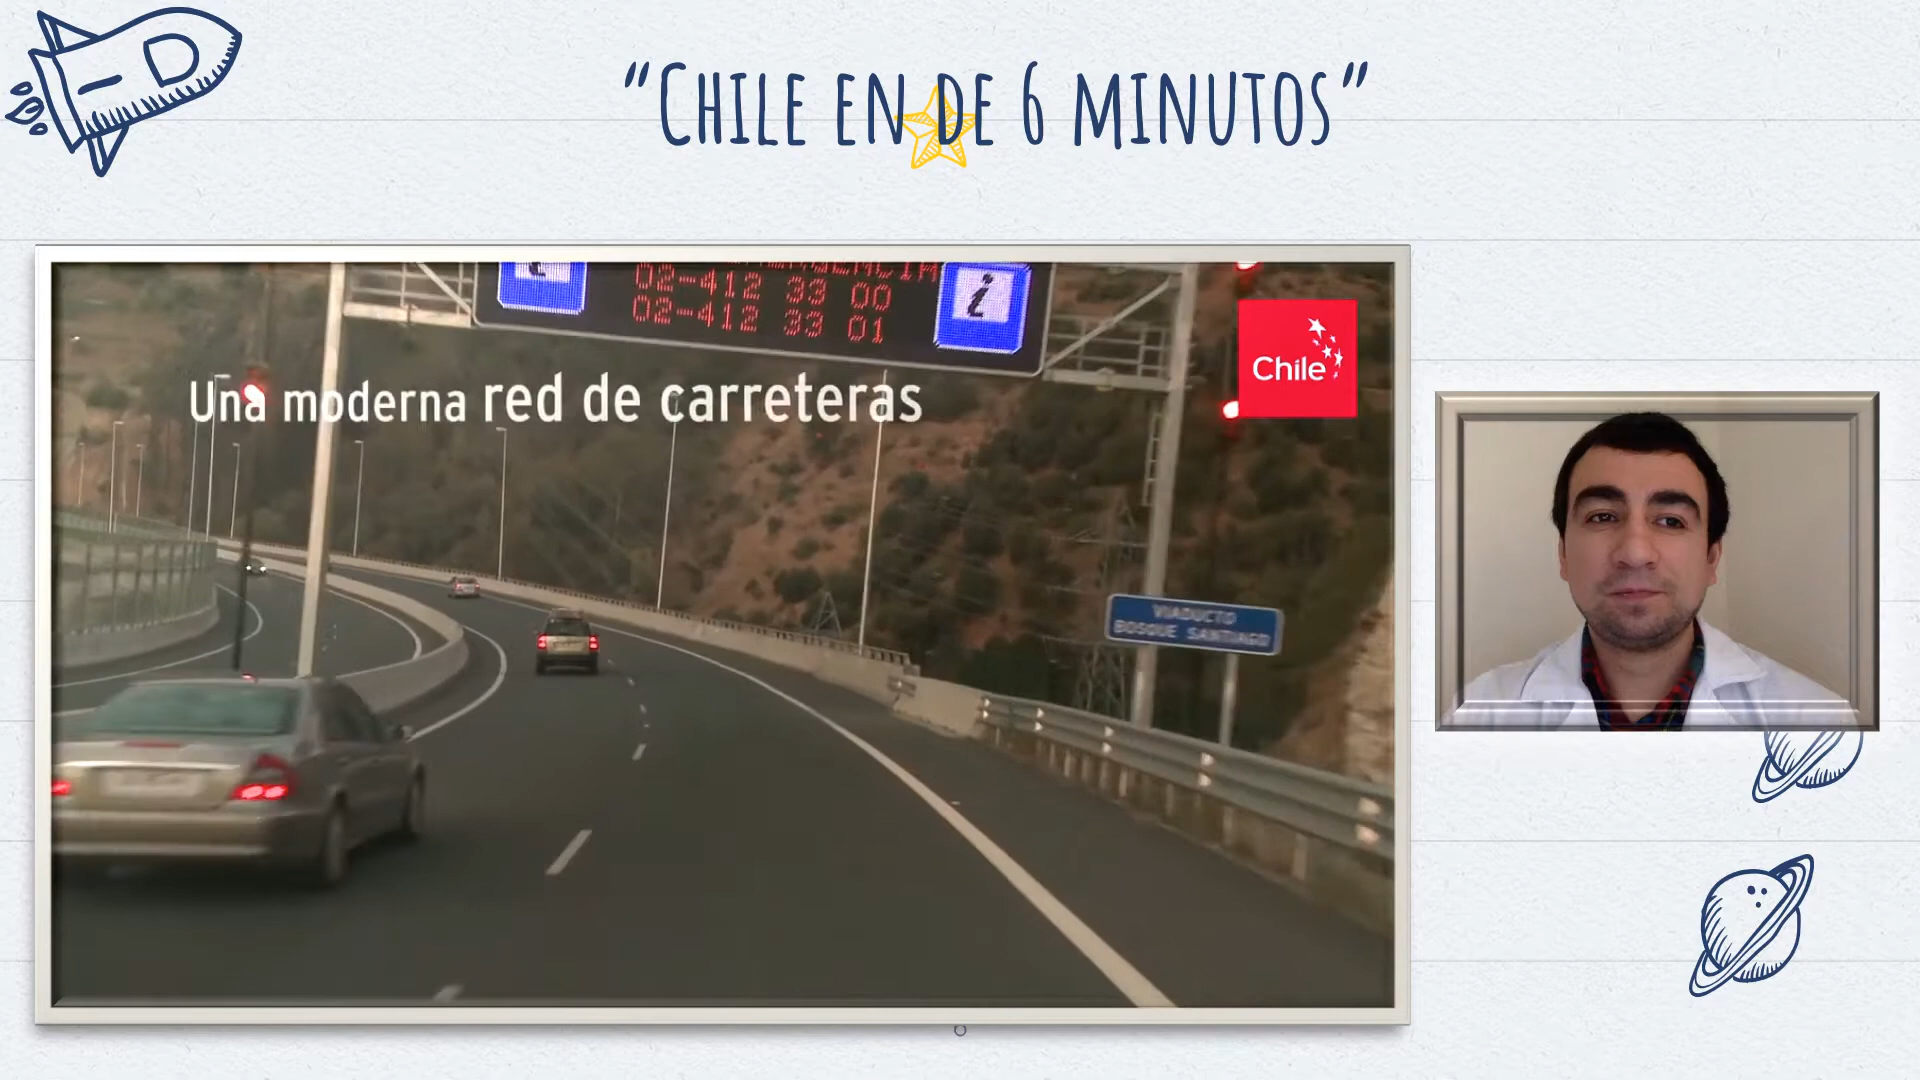 “CHILE EN DE 6 MINUTOS”
02-412 33 00
02-412 33 01
i
Chile
Una moderna red de carreteras
VIADUCTO
BOSQUE SANTIAGO